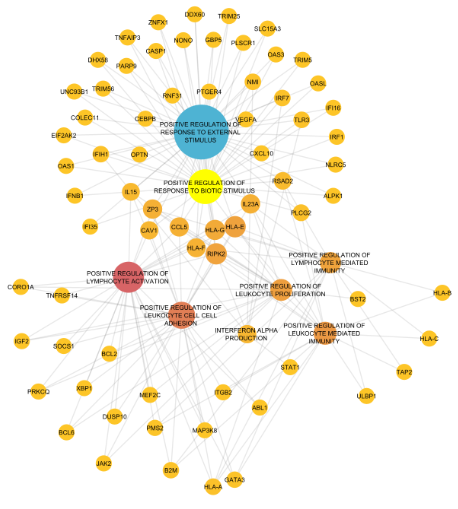 DDX60
TRIM25
ZNFX1
SLC15A3
TNFAIP3
NONO
GBP5
PLSCR1
CASP1
OAS3
DHX58
PARP9
TRIM5
NMI
OASL
UNC93B1
TRIM56
PTGER4
RNF31
IRF7
IFI16
COLEC11
CEBPB
VEGFA
TLR3
POSITIVE REGULATION OF
RESPONSE TO EXTERNAL
STIMULUS
EIF2AK2
IRF1
IFIH1
OPTN
CXCL10
OAS1
NLRC5
RSAD2
POSITIVE REGULATION OF
RESPONSE TO BIOTIC STIMULUS
IFNB1
IL15
ALPK1
ZP3
IL23A
PLCG2
IFI35
CAV1
CCL5
HLA-G
HLA-E
HLA-F
RIPK2
POSITIVE REGULATION OF
LYMPHOCYTE MEDIATED
IMMUNITY
POSITIVE REGULATION OF
LYMPHOCYTE ACTIVATION
CORO1A
TNFRSF14
POSITIVE REGULATION OF
LEUKOCYTE PROLIFERATION
HLA-B
BST2
POSITIVE REGULATION OF
LEUKOCYTE CELL CELL
ADHESION
INTERFERON ALPHA
PRODUCTION
POSITIVE REGULATION OF
LEUKOCYTE MEDIATED
IMMUNITY
IGF2
SOCS1
HLA-C
BCL2
STAT1
TAP2
PRKCQ
XBP1
MEF2C
ITGB2
ULBP1
ABL1
DUSP10
BCL6
PMS2
MAP3K8
JAK2
B2M
GATA3
HLA-A